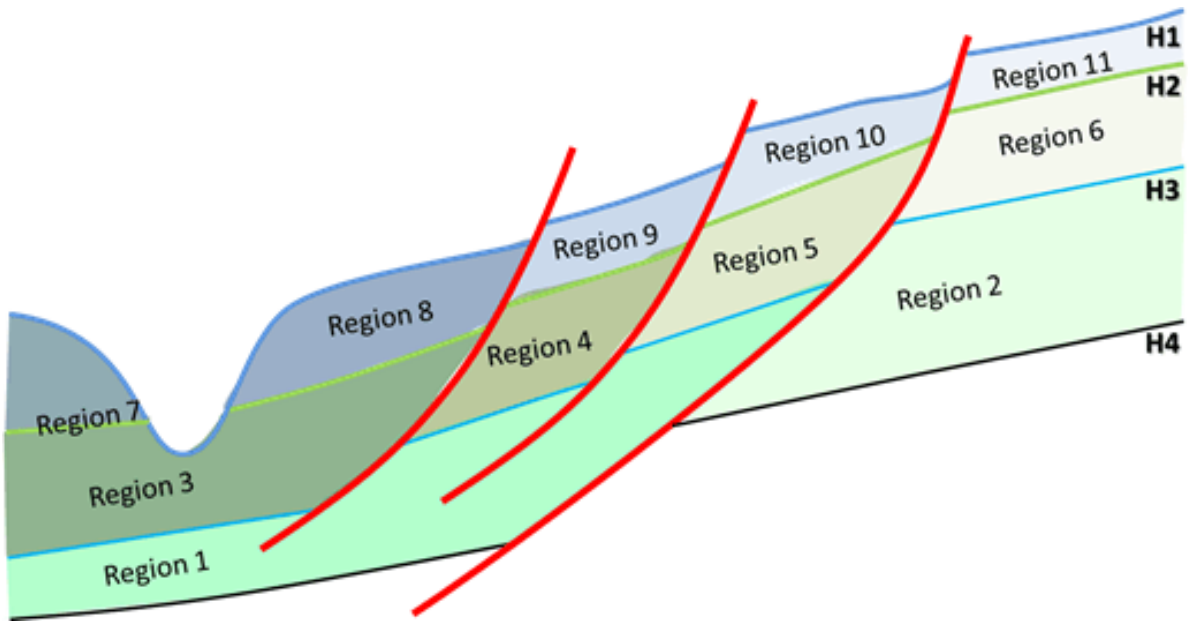 H1
Region 11
H2
Region 10
Region 6
H3
Region 9
Region 5
Region 2
Region 8
Region 4
H4
Region 7
Region 3
Region 1